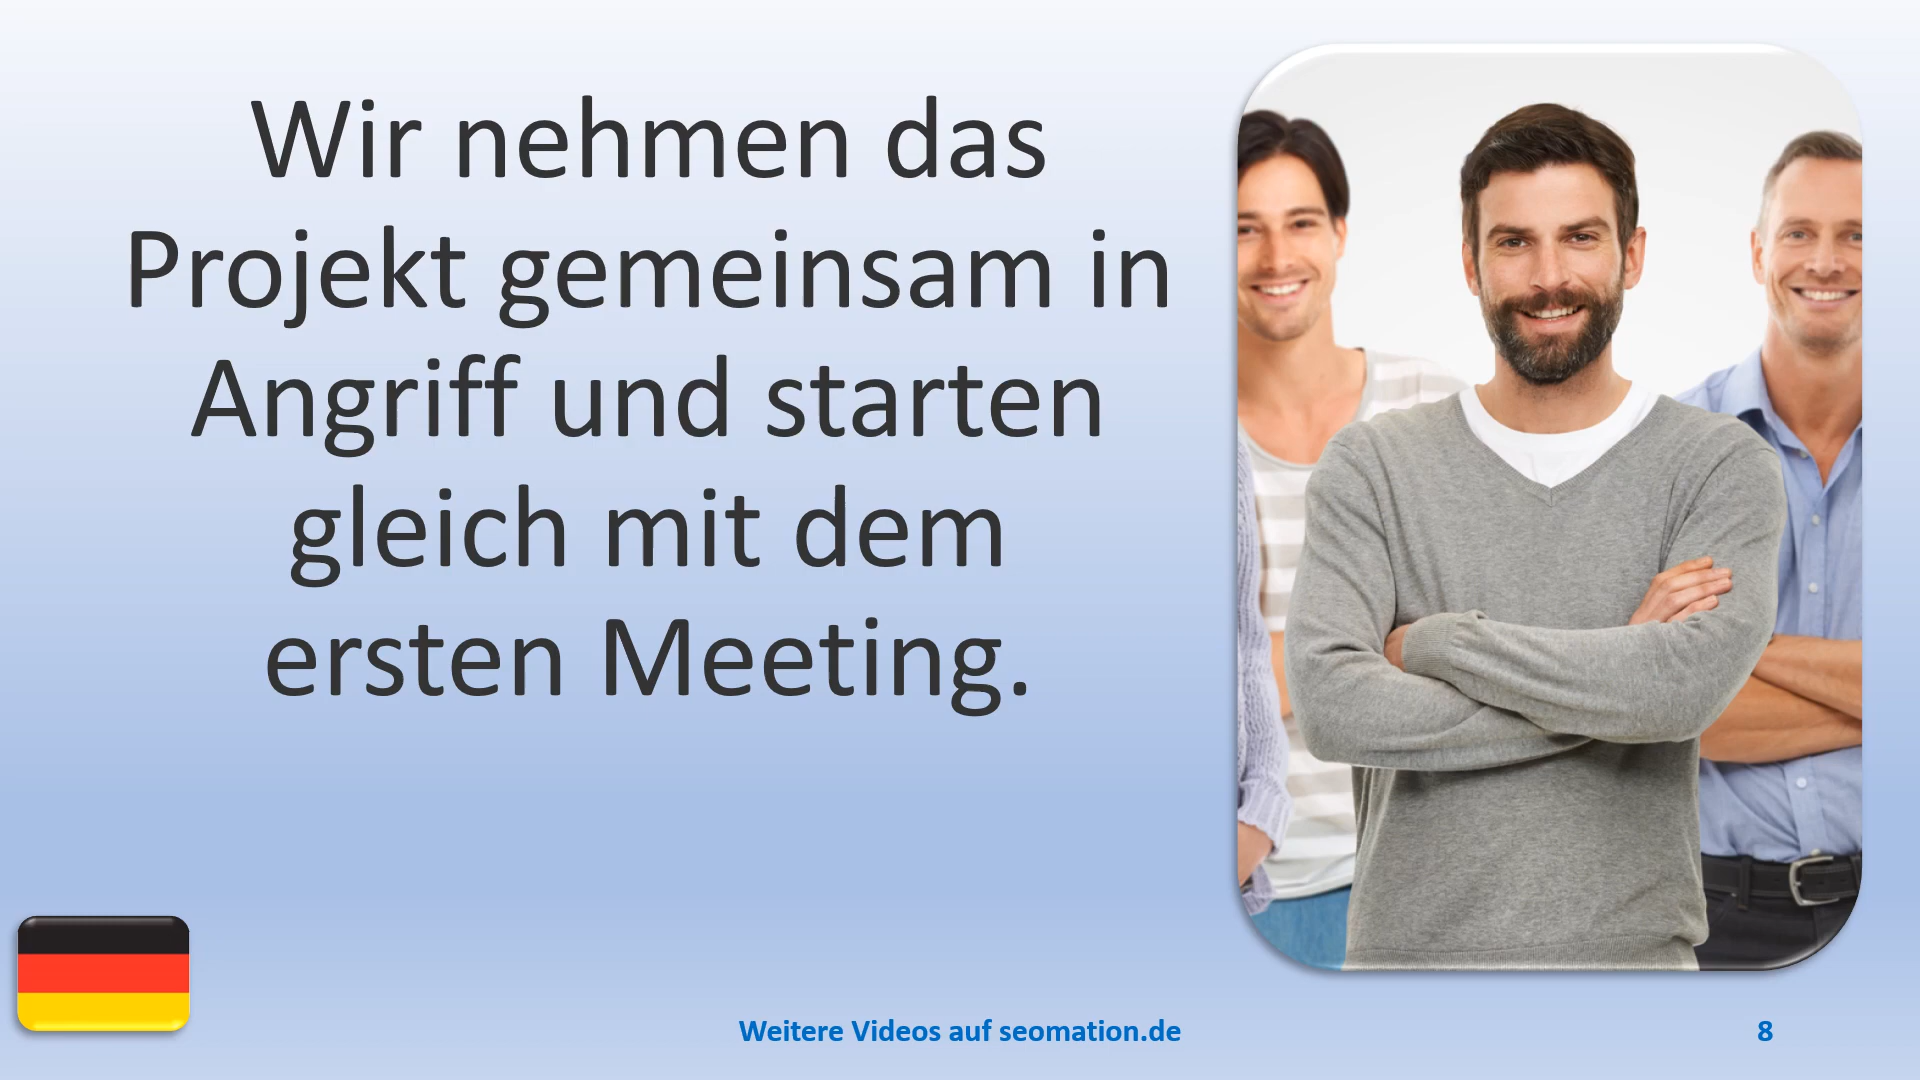 Wir nehmen das
Projekt gemeinsam in
Angriff und starten
gleich mit dem
ersten Meeting.
Weitere Videos auf seomation.de
8